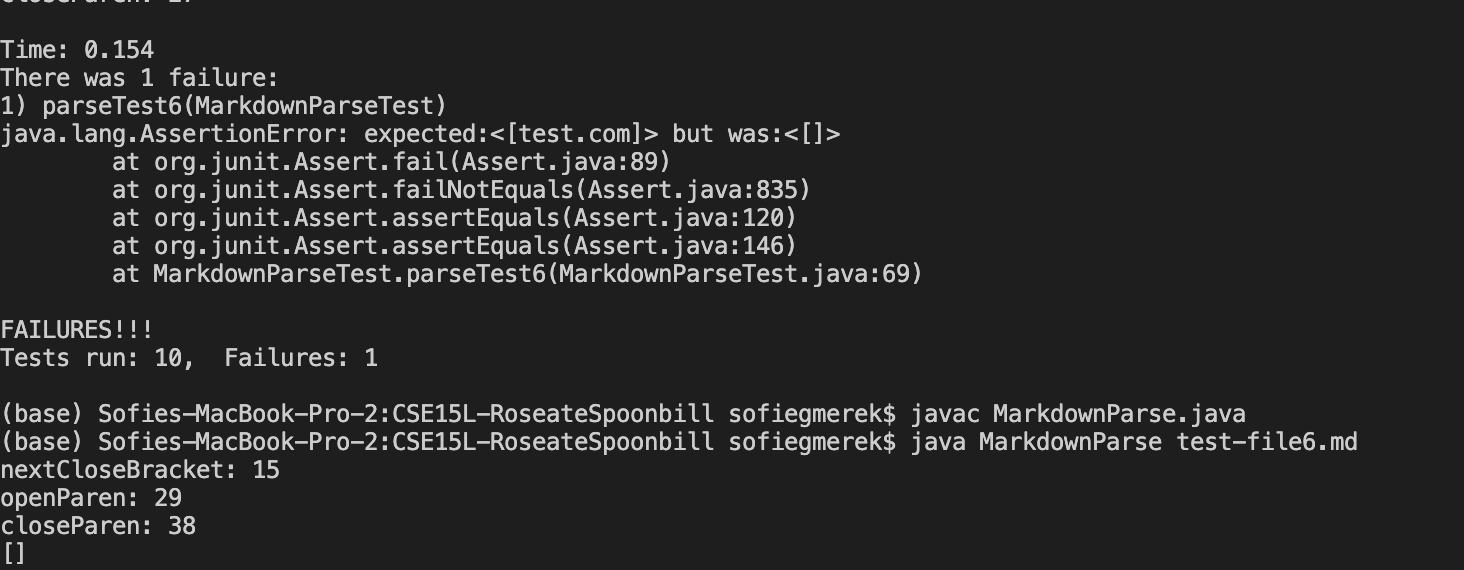 Time: 0.154
There was 1 failure:
1) parseTest6(MarkdownParseTest)
java.lang.AssertionError: expected:<[test.com]> but was:<[]>
        at org.junit.Assert.fail(Assert.java:89)
        at org.junit.Assert.failNotEquals(Assert.java:835)
        at org.junit.Assert.assertEquals(Assert.java:120)
        at org.junit.Assert.assertEquals(Assert.java:146)
        at MarkdownParseTest.parseTest6(MarkdownParseTest.java:69)
FAILURES!!!
Tests run: 10,  Failures: 1
(base) Sofies-MacBook-Pro-2:CSE15L-RoseateSpoonbill sofiegmerek$ javac MarkdownParse.java
(base) Sofies-MacBook-Pro-2:CSE15L-RoseateSpoonbill sofiegmerek$ java MarkdownParse test-file6.md
nextCloseBracket: 15
openParen: 29
closeParen: 38
[]